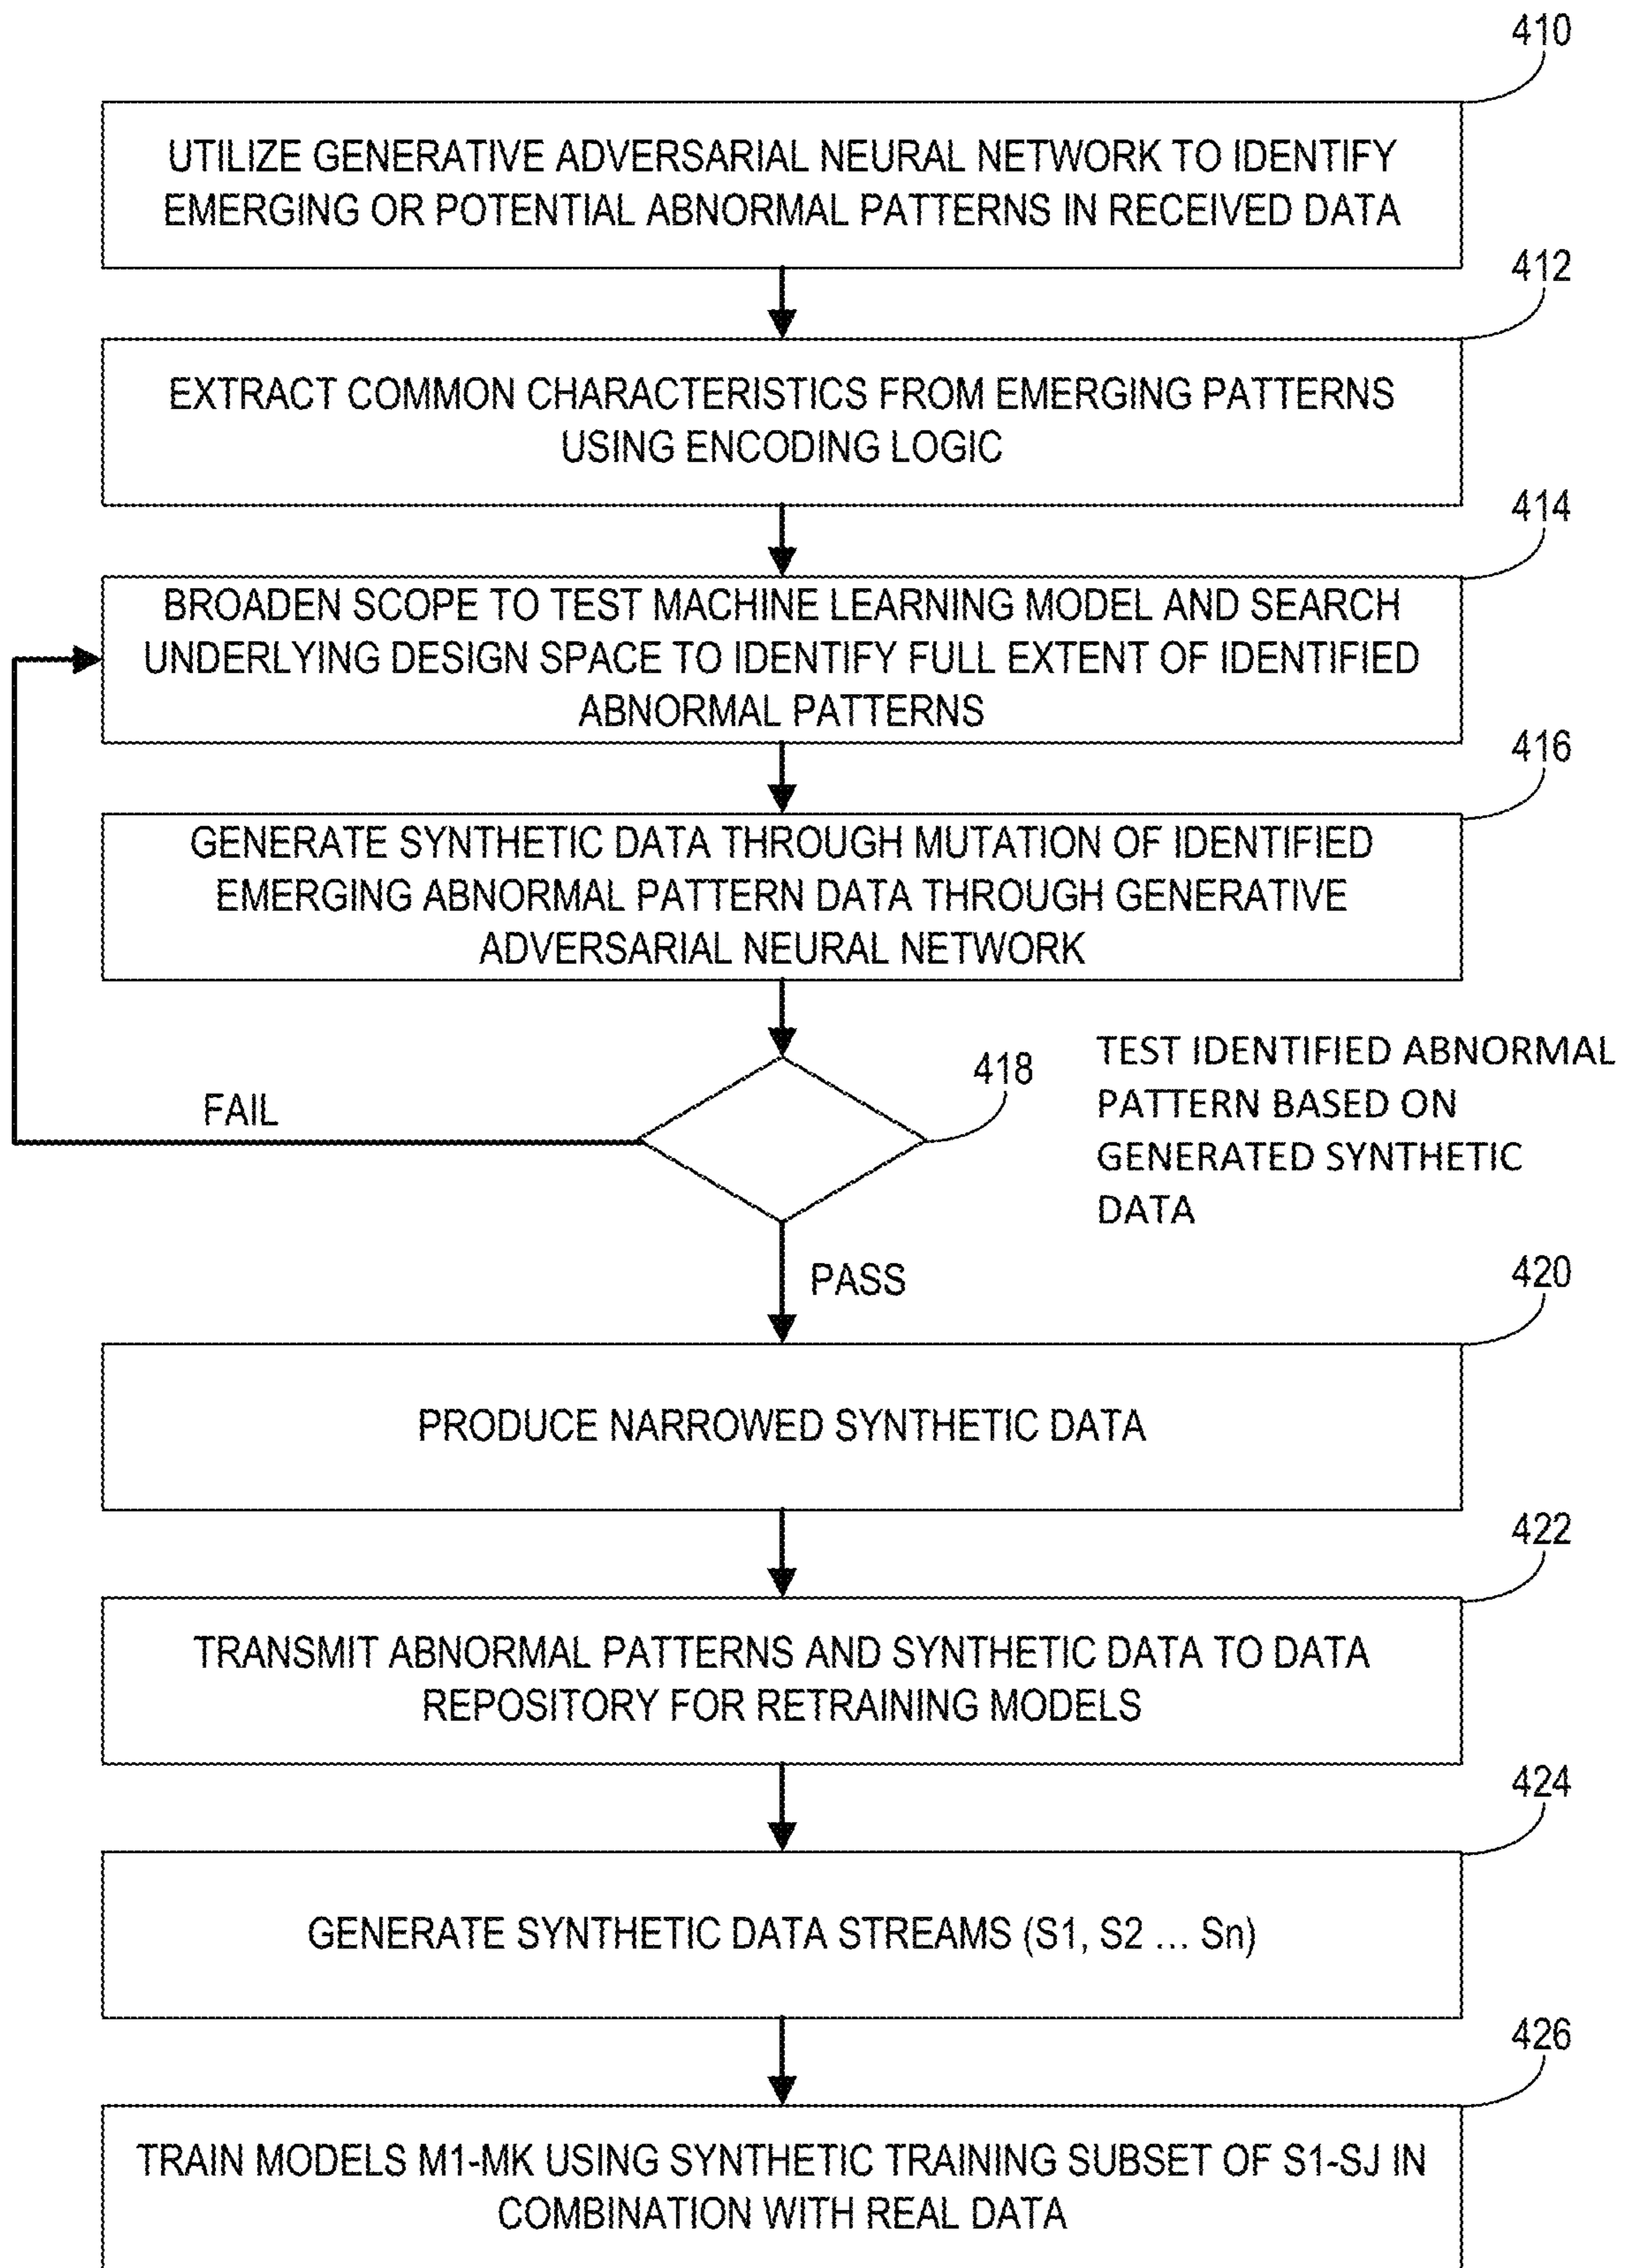 410
UTILIZE GENERATIVE ADVERSARIAL NEURAL NETWORK TO IDENTIFY
EMERGING OR POTENTIAL ABNORMAL PATTERNS IN RECEIVED DATA
412
EXTRACT COMMON CHARACTERISTICS FROM EMERGING PATTERNS
USING ENCODING LOGIC
414
BROADEN SCOPE TO TEST MACHINE LEARNING MODEL AND SEARCH
UNDERLYING DESIGN SPACE TO IDENTIFY FULL EXTENT OF IDENTIFIED
ABNORMAL PATTERNS
416
GENERATE SYNTHETIC DATA THROUGH MUTATION OF IDENTIFIED
EMERGING ABNORMAL PATTERN DATA THROUGH GENERATIVE
ADVERSARIAL NEURAL NETWORK
418
TEST IDENTIFIED ABNORMAL
PATTERN BASED ON
GENERATED SYNTHETIC
DATA
FAIL
PASS
420
PRODUCE NARROWED SYNTHETIC DATA
422
TRANSMIT ABNORMAL PATTERNS AND SYNTHETIC DATA TO DATA
REPOSITORY FOR RETRAINING MODELS
424
GENERATE SYNTHETIC DATA STREAMS (S1, S2 ... Sn)
426
TRAIN MODELS M1-MK USING SYNTHETIC TRAINING SUBSET OF S1-SJ IN
COMBINATION WITH REAL DATA